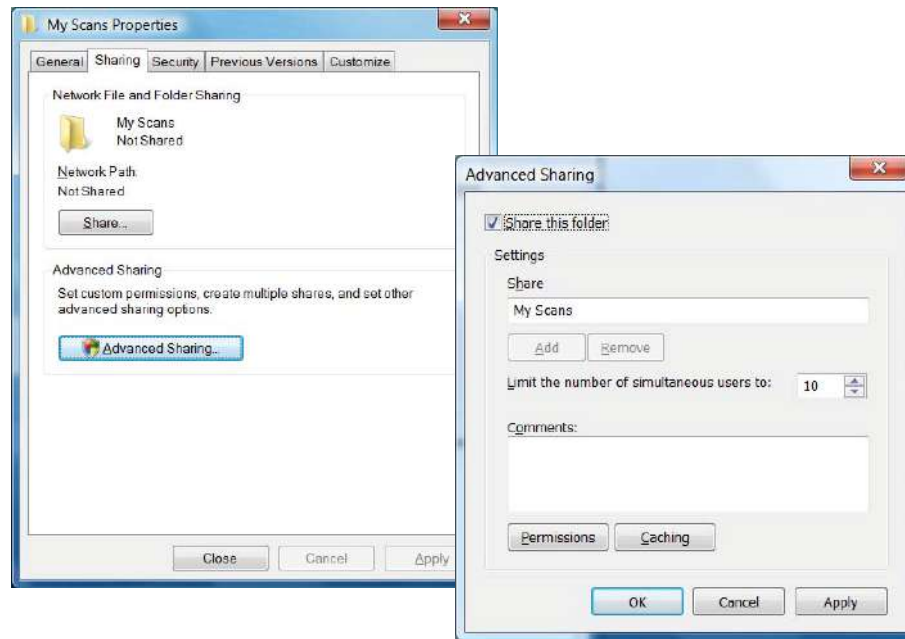 My Scans Properties
General Sharing Security Previous Versions Customize
Network File and Folder Sharing
My Scans
Not Shared
Network Path:
Not Shared
Share...
Advanced Sharing
Set custom permissions, create multiple shares, and set other
advanced sharing options.
Advanced Sharing...
Close Cancel Apply
Advanced Sharing
Share this folder
Settings
Share
My Scans
Add Remove
Limit the number of simultaneous users to: 10
Comments:
Permissions Caching
OK Cancel Apply